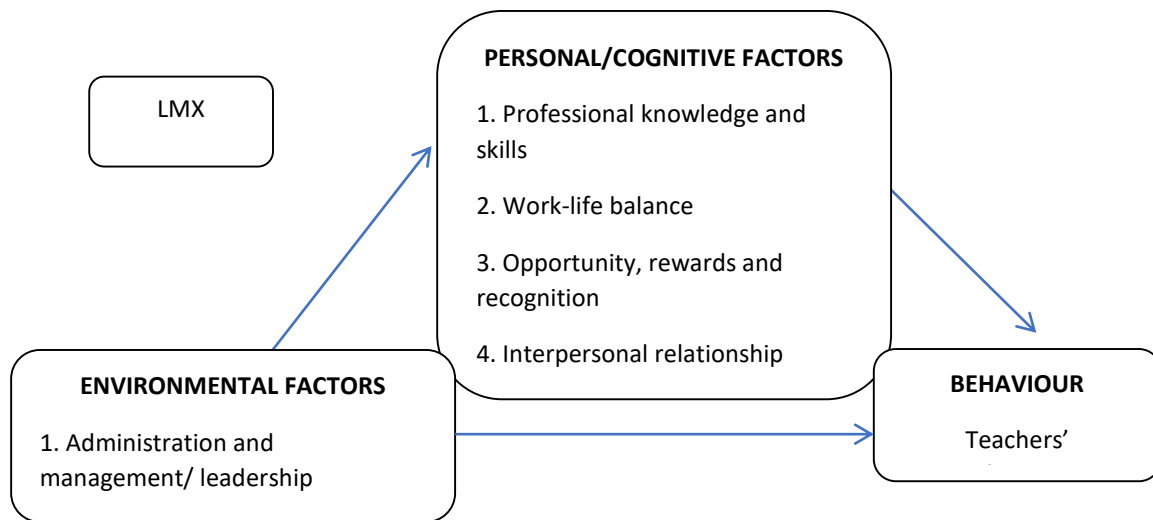 LMX
PERSONAL/COGNITIVE FACTORS
1. Professional knowledge and
skills
2. Work-life balance
3. Opportunity, rewards and
recognition
4. Interpersonal relationship
ENVIRONMENTAL FACTORS
1. Administration and
management/ leadership
BEHAVIOUR
Teachers’